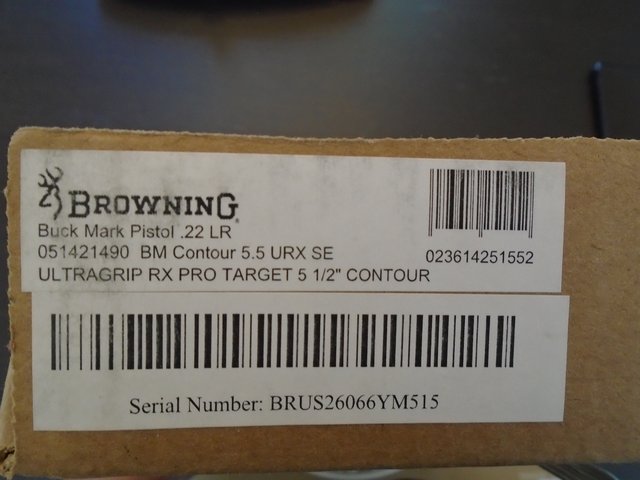 BROWNING
Buck Mark Pistol .22 LR
051421490 BM Contour 5.5 URX SE
ULTRAGRIP RX PRO TARGET 5 1/2" CONTOUR
023614251552
Serial Number: BRUS26066YM515